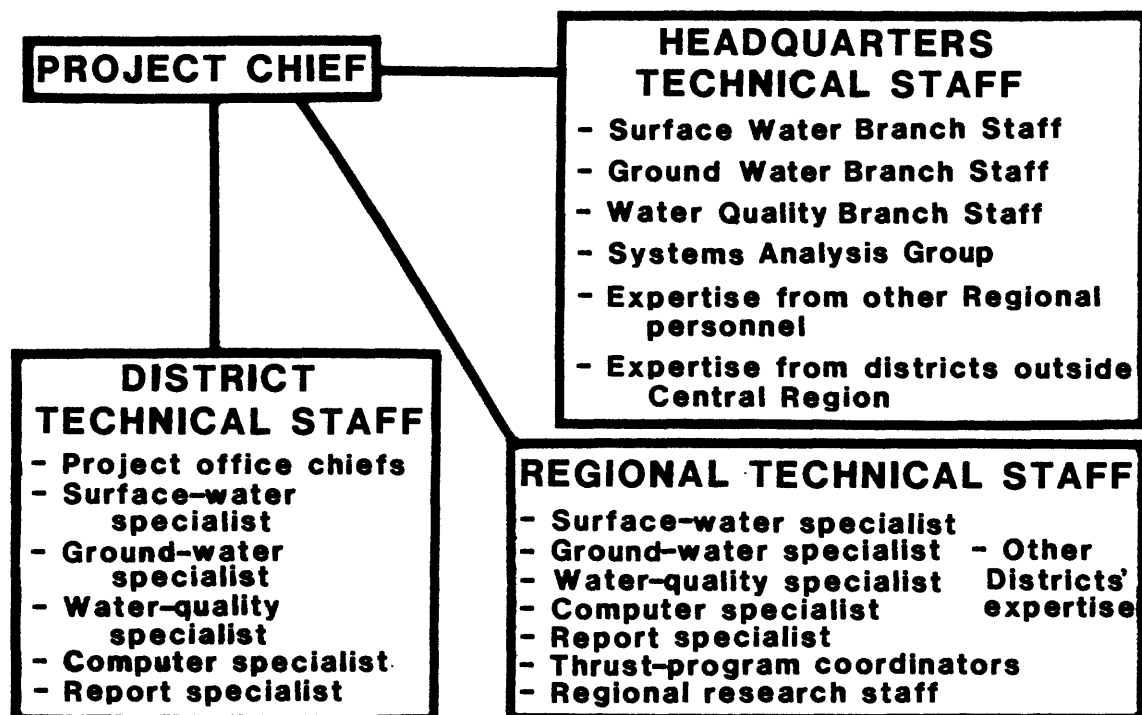 PROJECT CHIEF
HEADQUARTERS
TECHNICAL STAFF
- Surface Water Branch Staff
- Ground Water Branch Staff
- Water Quality Branch Staff
- Systems Analysis Group
- Expertise from other Regional
personnel
- Expertise from districts outside
Central Region
DISTRICT
TECHNICAL STAFF
- Project office chiefs
- Surface-water
specialist
- Ground-water
specialist
- Water-quality
specialist
- Computer specialist
- Report specialist
REGIONAL TECHNICAL STAFF
- Surface-water specialist
- Ground-water specialist
- Water-quality specialist
- Computer specialist
- Report specialist
- Thrust-program coordinators
- Regional research staff
- Other
Districts'
expertise